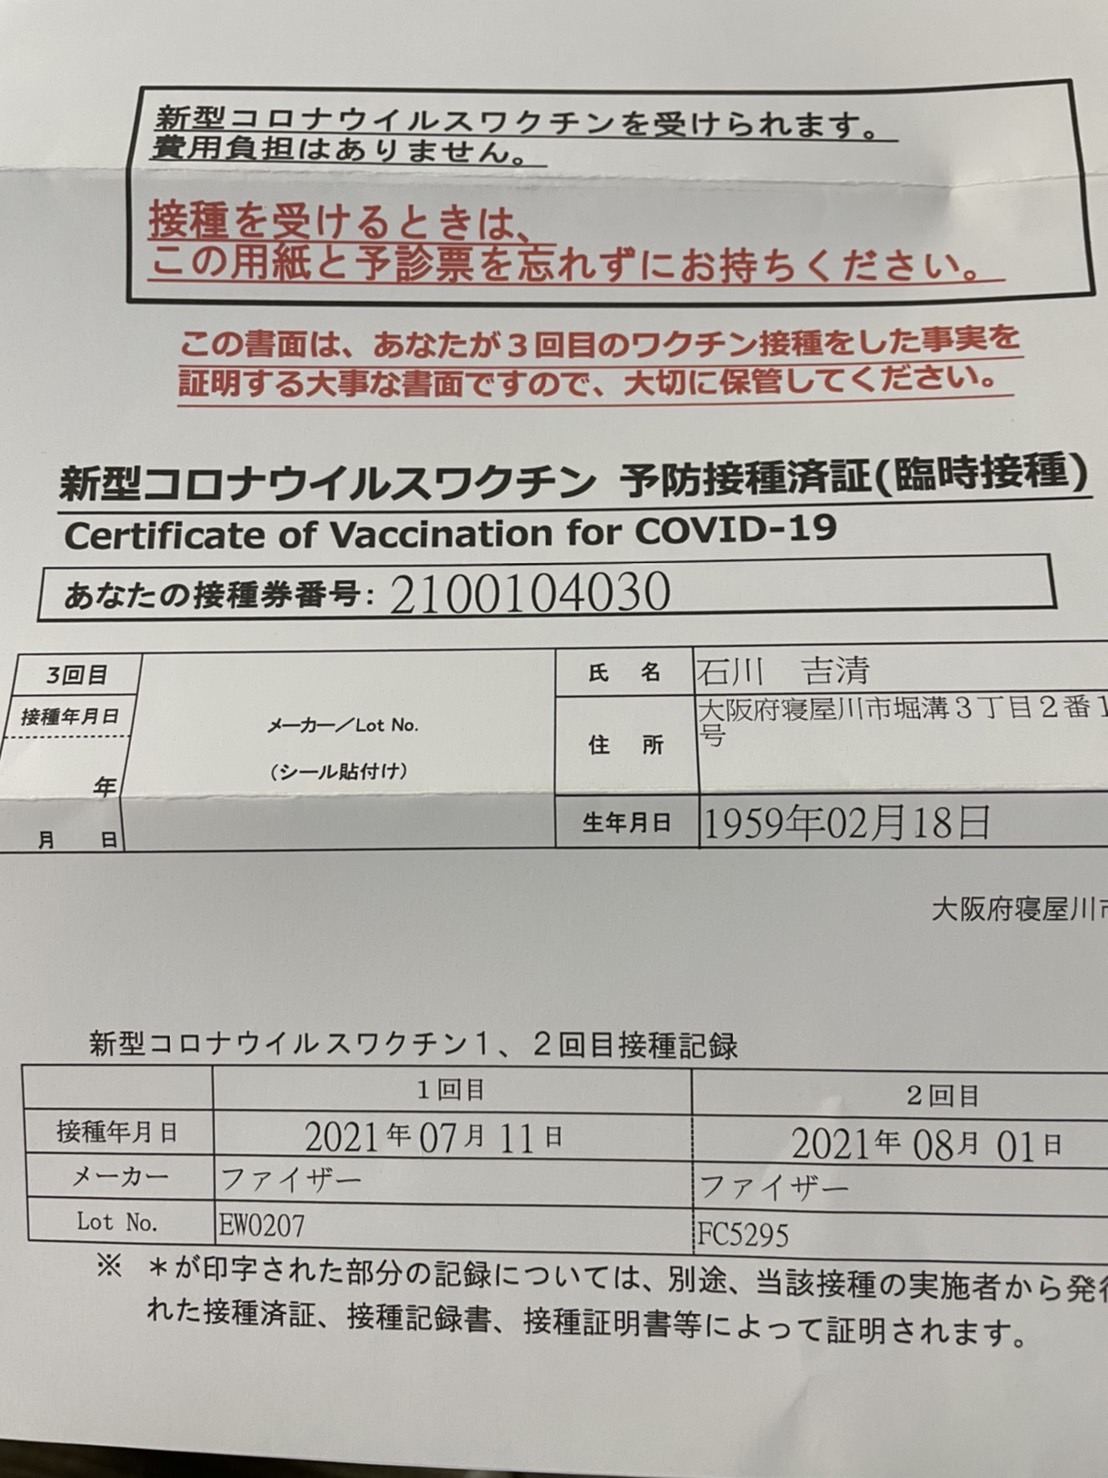 新型コロナウイルスワクチンを受けられます。
費用負担はありません。
接種を受けるときは、
この用紙と予診票を忘れずにお持ちください。
この書面は、あなたが３回目のワクチン接種をした事実を
証明する大事な書面ですので、大切に保管してください。
新型コロナウイルスワクチン 予防接種済証(臨時接種)
Certificate of Vaccination for COVID-19
あなたの接種券番号: 2100104030
3回目
接種年月日
年
月 日
メーカー／Lot No.
（シール貼付け）
氏 名 石川 吉清
住 所 大阪府寝屋川市堀溝３丁目２番１
号
生年月日 1959年02月18日
大阪府寝屋川市
新型コロナウイルスワクチン１、２回目接種記録
１回目 ２回目
接種年月日 2021年 07月 11日 2021年 08月 01日
メーカー ファイザー ファイザー
Lot No. EW0207 FC5295
※ ＊が印字された部分の記録については、別途、当該接種の実施者から発行
れた接種済証、接種記録書、接種証明書等によって証明されます。